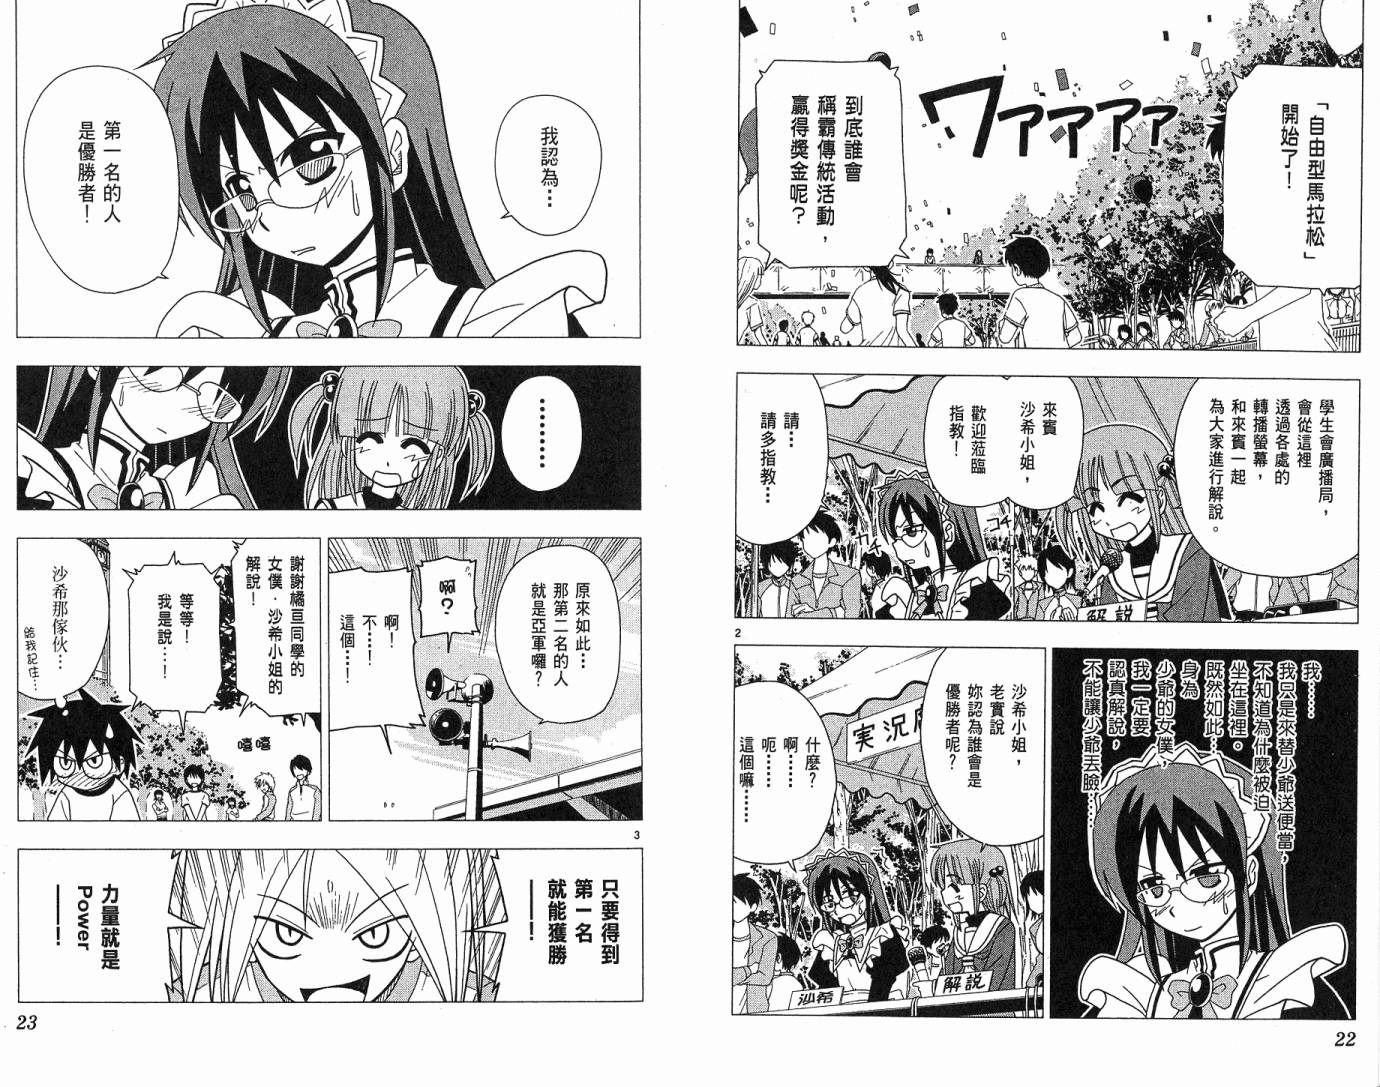 「自由型馬拉松」
開始了！
ワァァァァ
到底誰會
稱霸傳統活動，
贏得獎金呢？
學生會廣播局，
會從這裡
透過各處的
轉播螢幕，
和來賓一起
為大家進行解說。
來賓
沙希小姐，
歡迎蒞臨
指教！
コチ
コチ
請…
請多指教…
解說
2
我……
我只是來替少爺送便當，
不知道為什麼被迫
坐在這裡。
既然如此…
身為
少爺的女僕，
我一定要
認真解說，
不能讓少爺丟臉……
沙希小姐，
老實說
妳認為誰會是
優勝者呢？
実況席
什麼？
啊……
呃……
這個嘛……
解說
沙希
22
我認為…
第一名的人
是優勝者！
………
原來如此…
那第二名的人
就是亞軍囉？
啊？
啊！
不…！
這個…！
謝謝橘亘同學的
女僕．沙希小姐的
解說！
等等！
我是說…！
嘻嘻
沙希那傢伙…
給我記住…
3
只要得到
第一名
就能獲勝
——！
力量就是
Power
——！
23